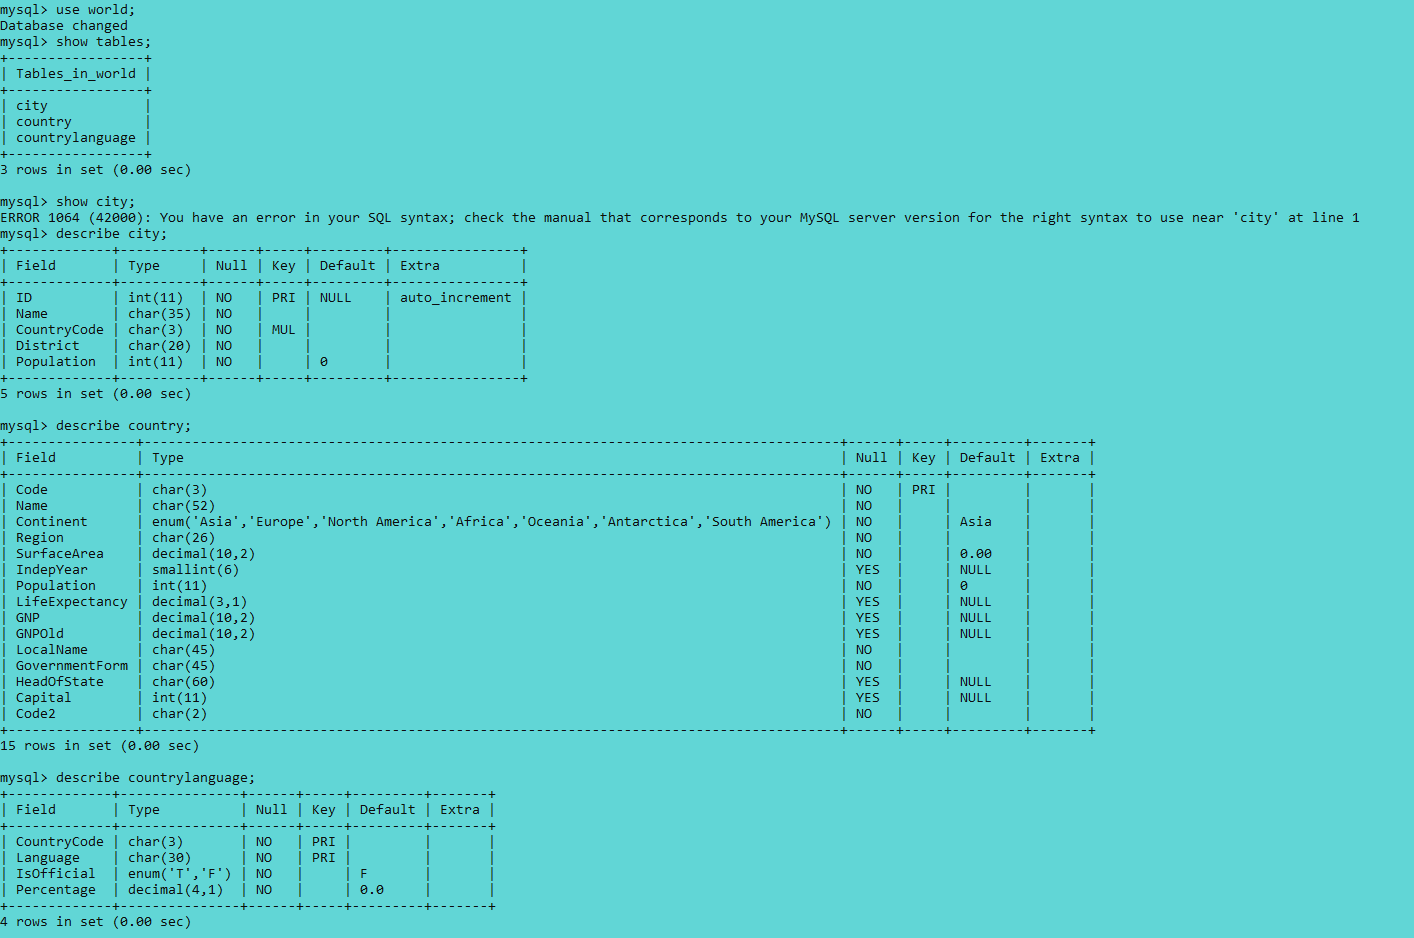 mysql> use world;
Database changed
mysql> show tables;
+-----------------+
| Tables_in_world |
+-----------------+
| city            |
| country         |
| countrylanguage |
+-----------------+
3 rows in set (0.00 sec)

mysql> show city;
ERROR 1064 (42000): You have an error in your SQL syntax; check the manual that corresponds to your MySQL server version for the right syntax to use near 'city' at line 1
mysql> describe city;
+-------------+----------+------+-----+---------+----------------+
| Field       | Type     | Null | Key | Default | Extra          |
+-------------+----------+------+-----+---------+----------------+
| ID          | int(11)  | NO   | PRI | NULL    | auto_increment |
| Name        | char(35) | NO   |     |         |                |
| CountryCode | char(3)  | NO   | MUL |         |                |
| District    | char(20) | NO   |     |         |                |
| Population  | int(11)  | NO   |     | 0       |                |
+-------------+----------+------+-----+---------+----------------+
5 rows in set (0.00 sec)

mysql> describe country;
+----------------+---------------------------------------------------------------------------------------+------+-----+---------+-------+
| Field          | Type                                                                                  | Null | Key | Default | Extra |
+----------------+---------------------------------------------------------------------------------------+------+-----+---------+-------+
| Code           | char(3)                                                                               | NO   | PRI |         |       |
| Name           | char(52)                                                                              | NO   |     |         |       |
| Continent      | enum('Asia','Europe','North America','Africa','Oceania','Antarctica','South America') | NO   |     | Asia    |       |
| Region         | char(26)                                                                              | NO   |     |         |       |
| SurfaceArea    | decimal(10,2)                                                                         | NO   |     | 0.00    |       |
| IndepYear      | smallint(6)                                                                           | YES  |     | NULL    |       |
| Population     | int(11)                                                                               | NO   |     | 0       |       |
| LifeExpectancy | decimal(3,1)                                                                          | YES  |     | NULL    |       |
| GNP            | decimal(10,2)                                                                         | YES  |     | NULL    |       |
| GNPOld         | decimal(10,2)                                                                         | YES  |     | NULL    |       |
| LocalName      | char(45)                                                                              | NO   |     |         |       |
| GovernmentForm | char(45)                                                                              | NO   |     |         |       |
| HeadOfState    | char(60)                                                                              | YES  |     | NULL    |       |
| Capital        | int(11)                                                                               | YES  |     | NULL    |       |
| Code2          | char(2)                                                                               | NO   |     |         |       |
+----------------+---------------------------------------------------------------------------------------+------+-----+---------+-------+
15 rows in set (0.00 sec)

mysql> describe countrylanguage;
+-------------+---------------+------+-----+---------+-------+
| Field       | Type          | Null | Key | Default | Extra |
+-------------+---------------+------+-----+---------+-------+
| CountryCode | char(3)       | NO   | PRI |         |       |
| Language    | char(30)      | NO   | PRI |         |       |
| IsOfficial  | enum('T','F') | NO   |     | F       |       |
| Percentage  | decimal(4,1)  | NO   |     | 0.0     |       |
+-------------+---------------+------+-----+---------+-------+
4 rows in set (0.00 sec)